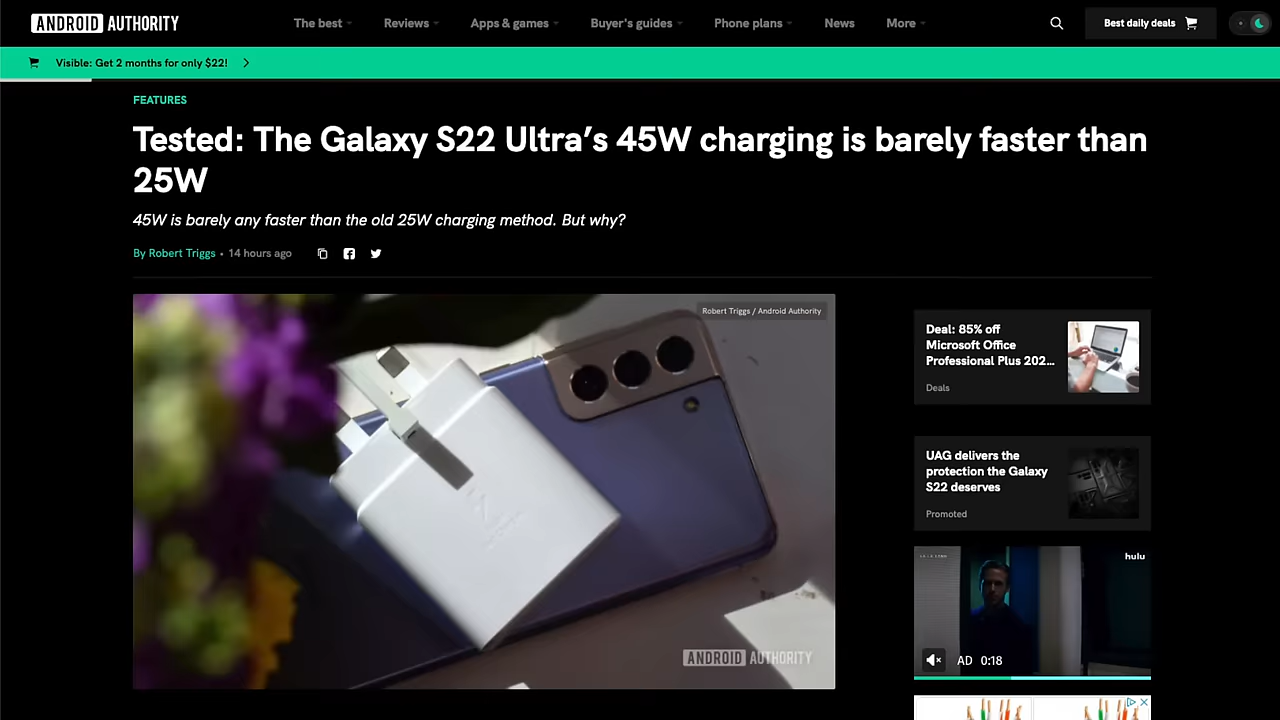 ANDROID AUTHORITY
The best
Reviews
Apps & games
Buyer's guides
Phone plans
News
More
Best daily deals
Visible: Get 2 months for only $22!
FEATURES
Tested: The Galaxy S22 Ultra’s 45W charging is barely faster than
25W
45W is barely any faster than the old 25W charging method. But why?
By Robert Triggs • 14 hours ago
Robert Triggs / Android Authority
ANDROID AUTHORITY
Deal: 85% off
Microsoft Office
Professional Plus 202...
Deals
UAG delivers the
protection the Galaxy
S22 deserves
Promoted
hulu
AD 0:18